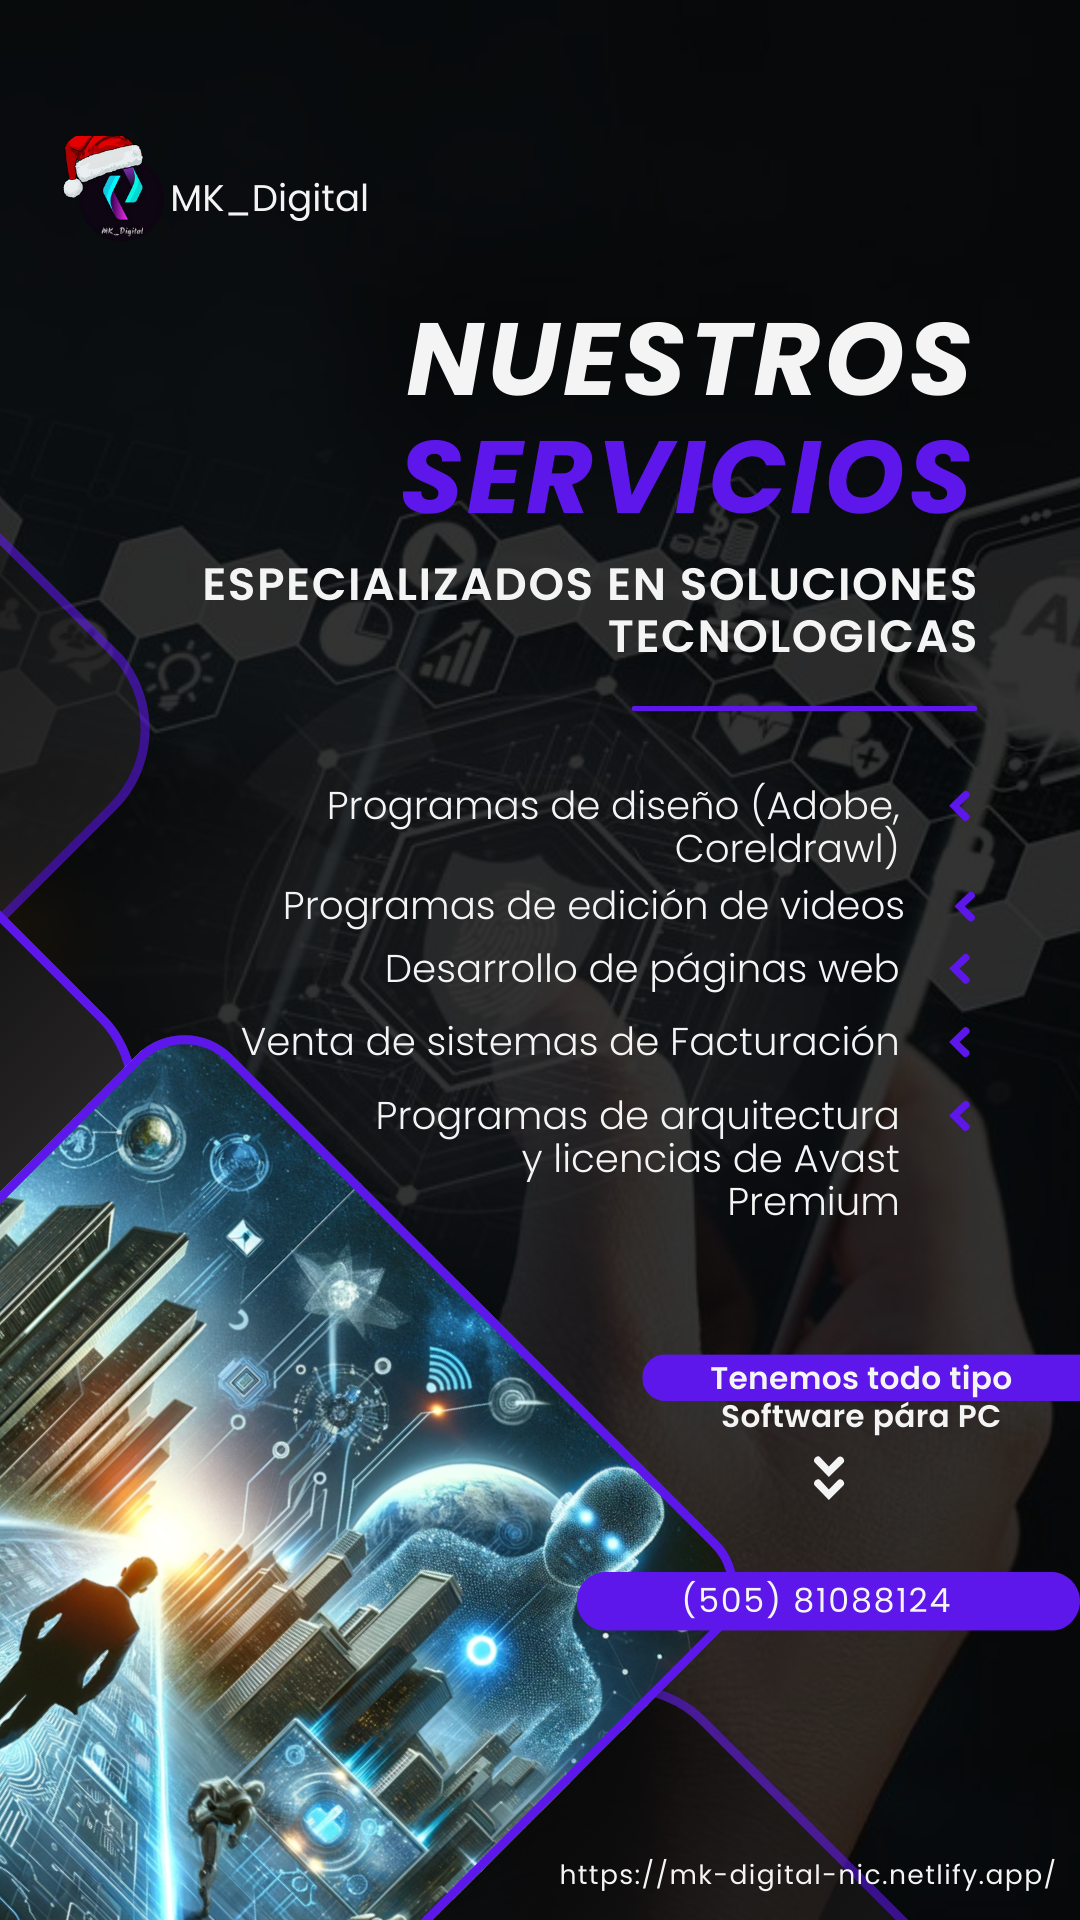 MK_Digital
MK_Digital
NUESTROS
SERVICIOS
ESPECIALIZADOS EN SOLUCIONES
TECNOLOGICAS
Programas de diseño (Adobe,
Coreldrawl)
Programas de edición de videos
Desarrollo de páginas web
Venta de sistemas de Facturación
Programas de arquitectura
y licencias de Avast
Premium
Tenemos todo tipo
Software pára PC
(505) 81088124
https://mk-digital-nic.netlify.app/